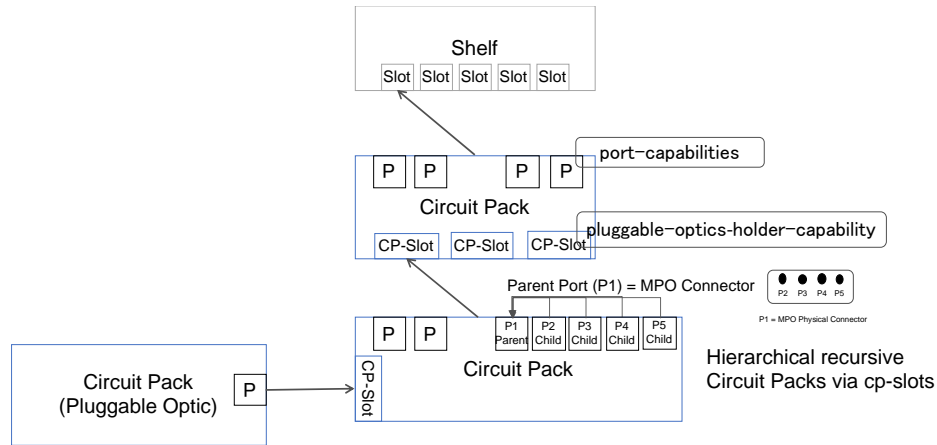 Shelf
Slot Slot Slot Slot Slot
port-capabilities
P P P P
Circuit Pack
pluggable-optics-holder-capability
CP-Slot CP-Slot CP-Slot
Parent Port (P1) = MPO Connector
P2 P3 P4 P5
P1 = MPO Physical Connector
P P
P1 P2 P3 P4 P5
Parent Child Child Child Child
Circuit Pack
CP-Slot
Hierarchical recursive
Circuit Packs via cp-slots
Circuit Pack
(Pluggable Optic)
P